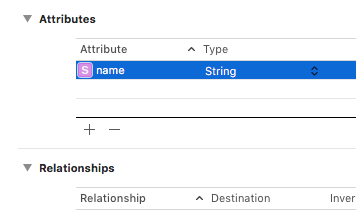 Attributes
Attribute Type
S name String
Relationships
Relationship Destination Inver